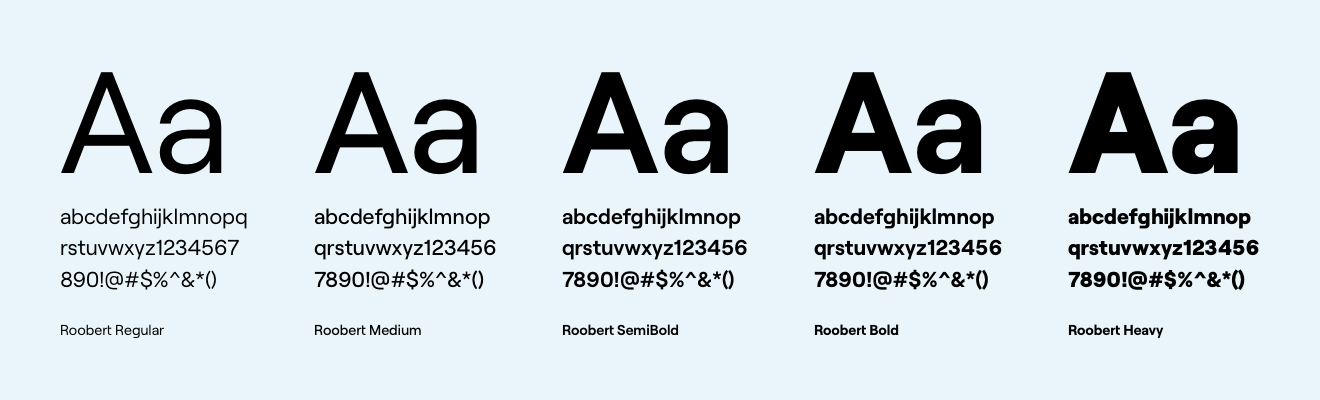 Aa
abcdefghijklmnopq
rstuvwxyz1234567
890!@#$%^&*()
Roobert Regular
Aa
abcdefghijklmnop
qrstuvwxyz123456
7890!@#$%^&*()
Roobert Medium
Aa
abcdefghijklmnop
qrstuvwxyz123456
7890!@#$%^&*()
Roobert SemiBold
Aa
abcdefghijklmnop
qrstuvwxyz123456
7890!@#$%^&*()
Roobert Bold
Aa
abcdefghijklmnop
qrstuvwxyz123456
7890!@#$%^&*()
Roobert Heavy